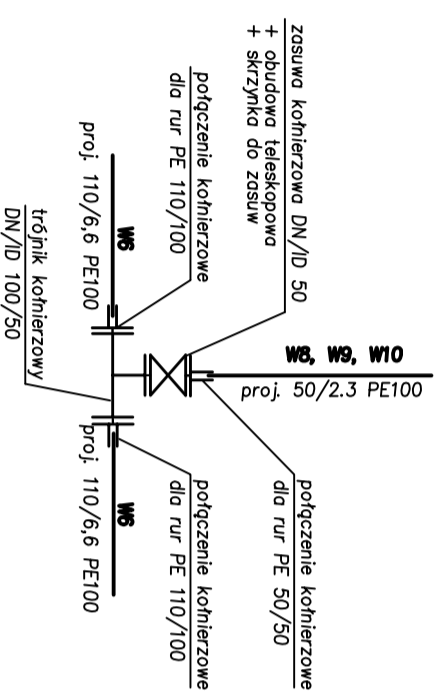 zasuwa kołnierzowa DN/ID 50
+ obudowa teleskopowa
+ skrzynka do zasuw
połączenie kołnierzowe
dla rur PE 110/100
W6
proj. 110/6,6 PE100
trójnik kołnierzowy
DN/ID 100/50
W8, W9, W10
proj. 50/2.3 PE100
połączenie kołnierzowe
dla rur PE 50/50
połączenie kołnierzowe
dla rur PE 110/100
W6
proj. 110/6,6 PE100